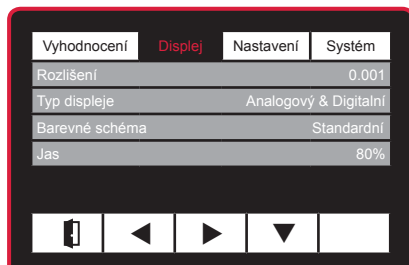 Vyhodnocení Displej Nastavení Systém
Rozlišení 0.001
Typ displeje Analogový & Digitalní
Barevné schéma Standardní
Jas 80%